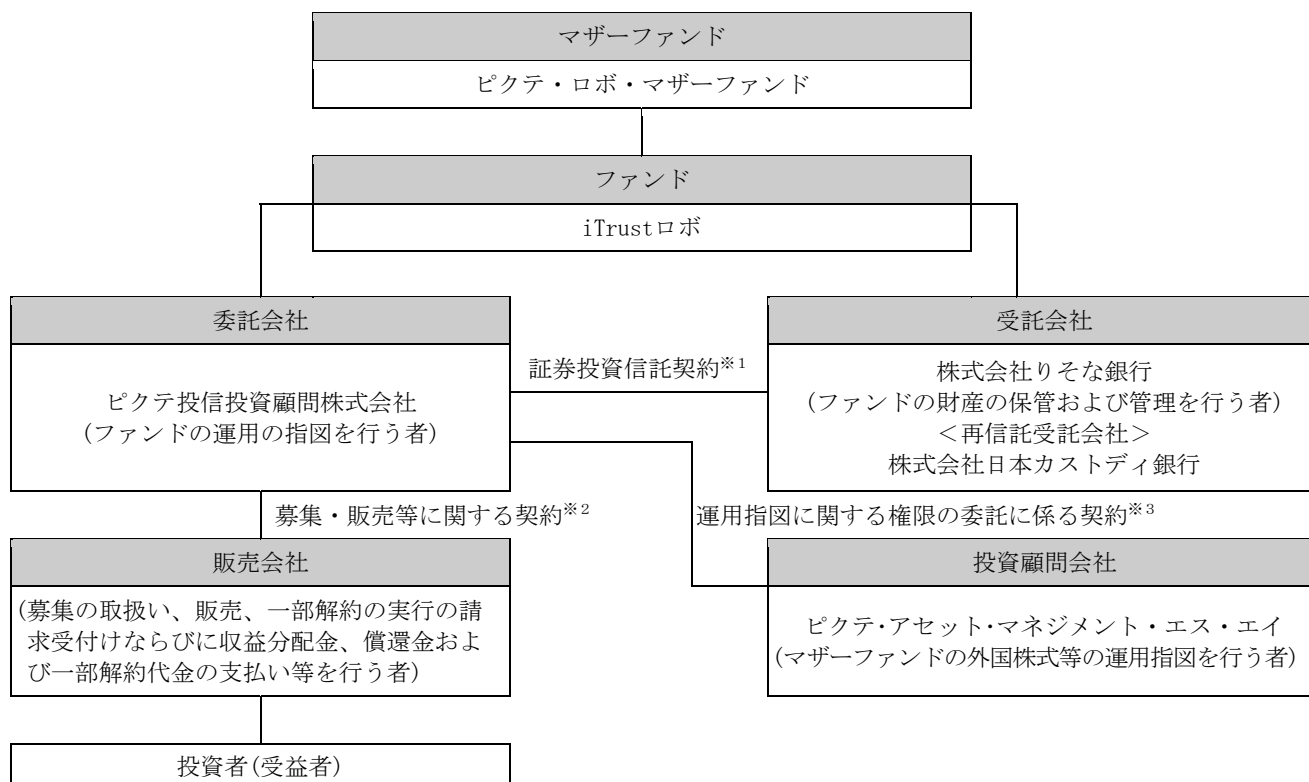 マザーファンド
ピクテ・ロボ・マザーファンド
ファンド
iTrustロボ
委託会社
ピクテ投信投資顧問株式会社
(ファンドの運用の指図を行う者)
証券投資信託契約※1
受託会社
株式会社りそな銀行
(ファンドの財産の保管および管理を行う者)
＜再信託受託会社＞
株式会社日本カストディ銀行
募集・販売等に関する契約※2
運用指図に関する権限の委託に係る契約※3
販売会社
(募集の取扱い、販売、一部解約の実行の請
求受付けならびに収益分配金、償還金およ
び一部解約代金の支払い等を行う者)
投資顧問会社
ピクテ・アセット・マネジメント・エス・エイ
(マザーファンドの外国株式等の運用指図を行う者)
投資者(受益者)